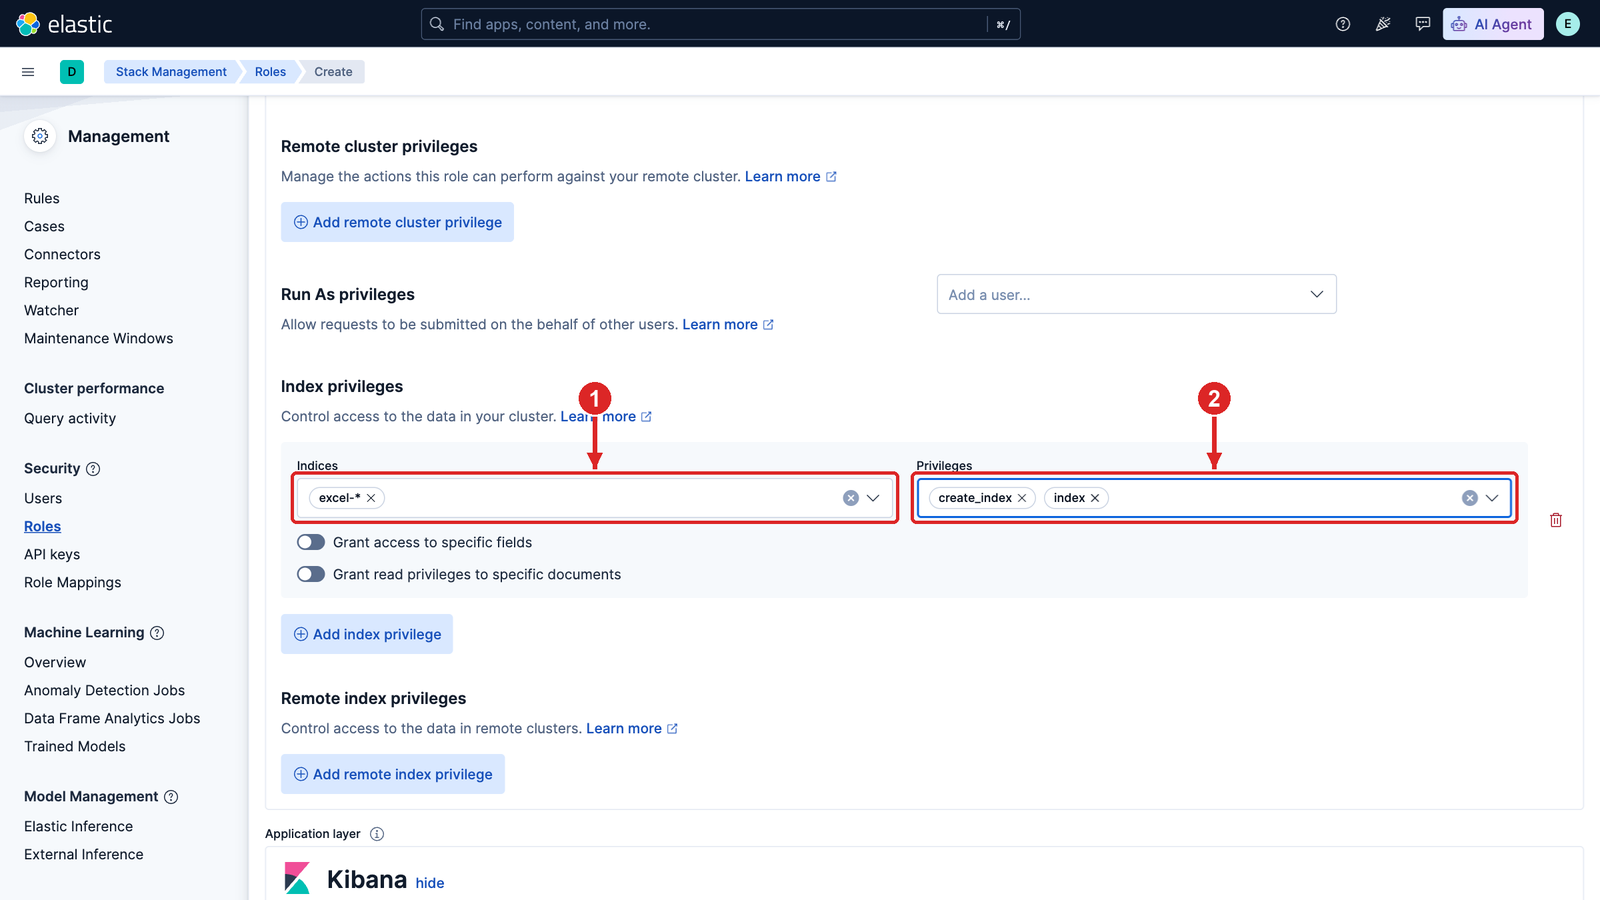 elastic
Find apps, content, and more.
⌘/
AI Agent
E
D
Stack Management
Roles
Create
Management
Rules
Cases
Connectors
Reporting
Watcher
Maintenance Windows
Cluster performance
Query activity
Security
Users
Roles
API keys
Role Mappings
Machine Learning
Overview
Anomaly Detection Jobs
Data Frame Analytics Jobs
Trained Models
Model Management
Elastic Inference
External Inference
Remote cluster privileges
Manage the actions this role can perform against your remote cluster. Learn more
Add remote cluster privilege
Run As privileges
Allow requests to be submitted on the behalf of other users. Learn more
Add a user...
Index privileges
Control access to the data in your cluster. Learn more
1
2
Indices
excel-*
Privileges
create_index
index
Grant access to specific fields
Grant read privileges to specific documents
Add index privilege
Remote index privileges
Control access to the data in remote clusters. Learn more
Add remote index privilege
Application layer
Kibana hide